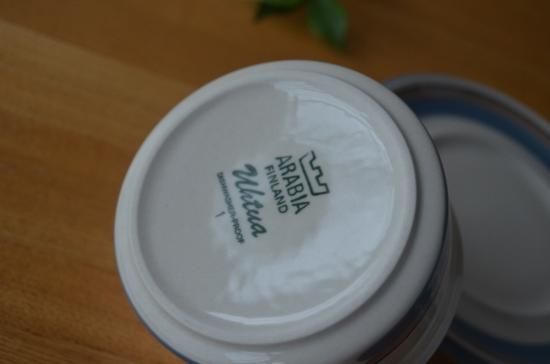 ARABIA
FINLAND
Uhtua
DISHWASHER-PROOF
1